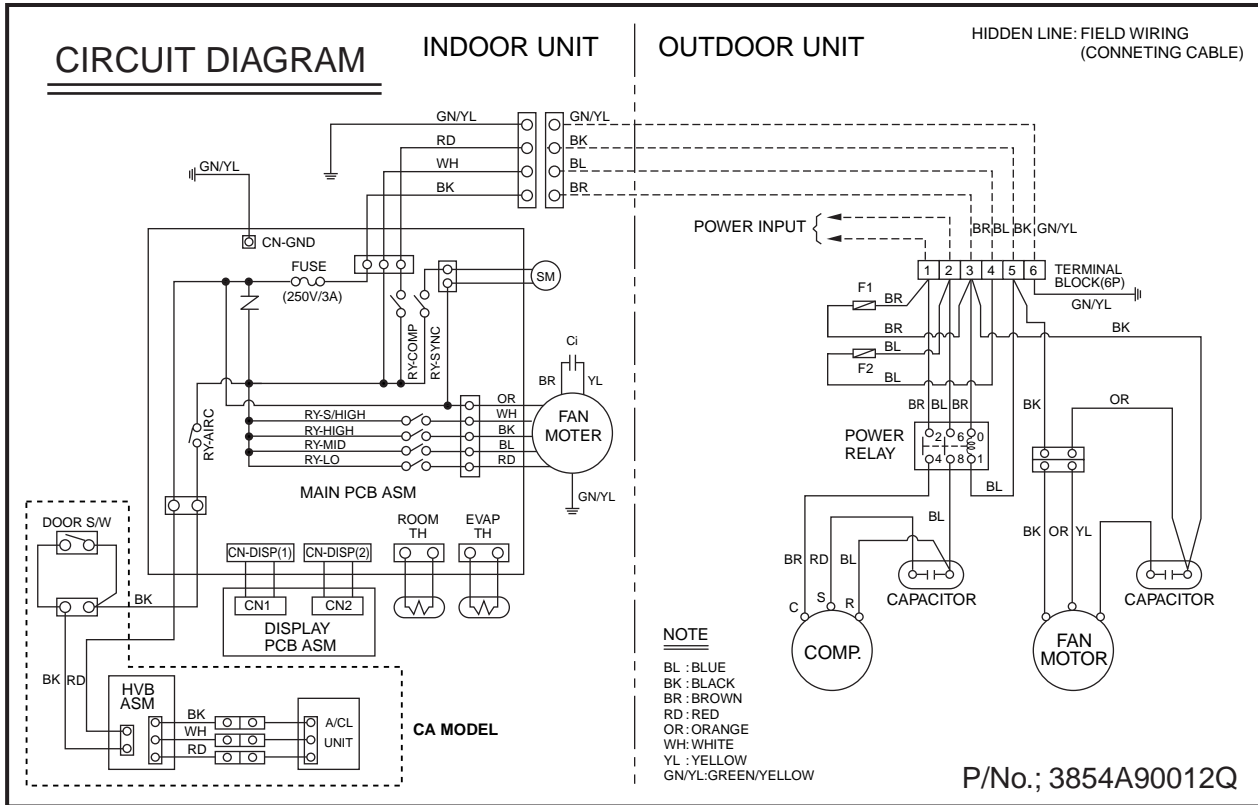 CIRCUIT DIAGRAM
INDOOR UNIT
OUTDOOR UNIT
HIDDEN LINE: FIELD WIRING
(CONNETING CABLE)
GN/YL
RD
WH
BK
GN/YL
BK
BL
BR
GN/YL
CN-GND
FUSE
(250V/3A)
SM
RY-COMP
RY-SYNC
RY-AIRC
Ci
BR
YL
OR
WH
BK
BL
RD
FAN
MOTER
GN/YL
RY-S/HIGH
RY-HIGH
RY-MID
RY-LO
MAIN PCB ASM
CN-DISP(1)
CN-DISP(2)
ROOM
TH
EVAP
TH
CN1
CN2
DISPLAY
PCB ASM
DOOR S/W
BK
BK
RD
HVB
ASM
BK
WH
RD
A/CL
UNIT
CA MODEL
POWER INPUT
BR
BL
BK
GN/YL
1
2
3
4
5
6
TERMINAL
BLOCK(6P)
GN/YL
F1
BR
BR
BL
F2
BL
BK
BR
BL
BR
BK
OR
POWER
RELAY
2
6
0
4
8
1
BL
BL
BR
RD
BL
BK
OR
YL
C
S
R
CAPACITOR
CAPACITOR
COMP.
FAN
MOTOR
NOTE
BL : BLUE
BK : BLACK
BR : BROWN
RD : RED
OR : ORANGE
WH: WHITE
YL : YELLOW
GN/YL:GREEN/YELLOW
P/No.; 3854A90012Q